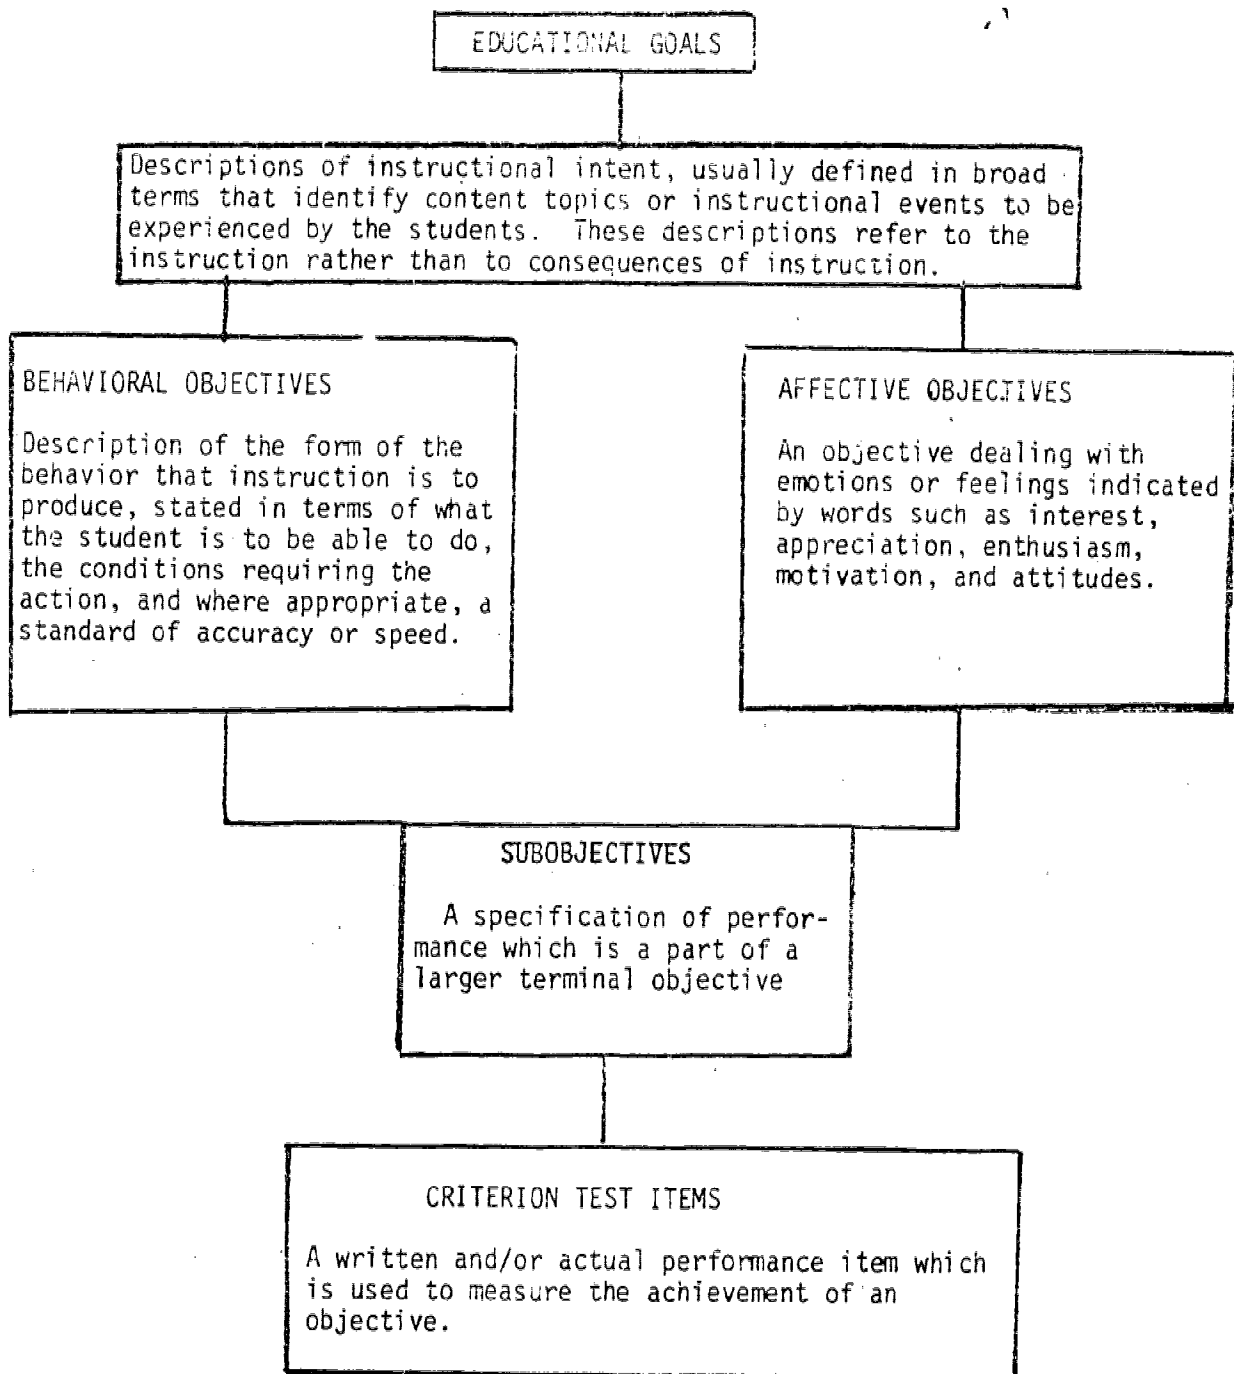 EDUCATIONAL GOALS
Descriptions of instructional intent, usually defined in broad
terms that identify content topics or instructional events to be
experienced by the students. These descriptions refer to the
instruction rather than to consequences of instruction.
BEHAVIORAL OBJECTIVES
Description of the form of the
behavior that instruction is to
produce, stated in terms of what
the student is to be able to do,
the conditions requiring the
action, and where appropriate, a
standard of accuracy or speed.
AFFECTIVE OBJECTIVES
An objective dealing with
emotions or feelings indicated
by words such as interest,
appreciation, enthusiasm,
motivation, and attitudes.
SUBOBJECTIVES
A specification of perfor-
mance which is a part of a
larger terminal objective
CRITERION TEST ITEMS
A written and/or actual performance item which
is used to measure the achievement of an
objective.